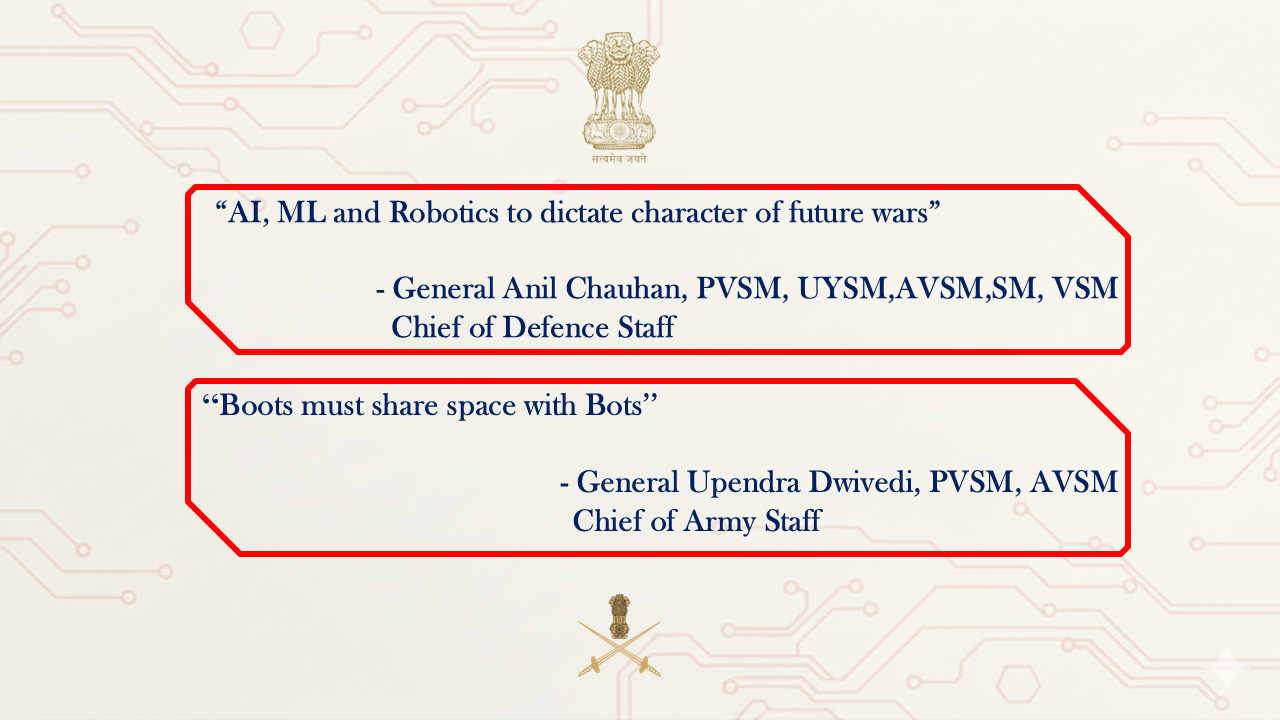 सत्यमेव जयते
“AI, ML and Robotics to dictate character of future wars”
- General Anil Chauhan, PVSM, UYSM,AVSM,SM, VSM
Chief of Defence Staff
‘‘Boots must share space with Bots’’
- General Upendra Dwivedi, PVSM, AVSM
Chief of Army Staff